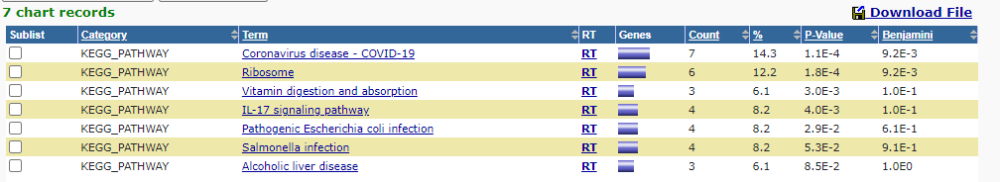 7 chart records Download File
Sublist Category Term RT Genes Count % P-Value Benjamini
KEGG_PATHWAY Coronavirus disease - COVID-19 RT 7 14.3 1.1E-4 9.2E-3
KEGG_PATHWAY Ribosome RT 6 12.2 1.8E-4 9.2E-3
KEGG_PATHWAY Vitamin digestion and absorption RT 3 6.1 3.0E-3 1.0E-1
KEGG_PATHWAY IL-17 signaling pathway RT 4 8.2 4.0E-3 1.0E-1
KEGG_PATHWAY Pathogenic Escherichia coli infection RT 4 8.2 2.9E-2 6.1E-1
KEGG_PATHWAY Salmonella infection RT 4 8.2 5.3E-2 9.1E-1
KEGG_PATHWAY Alcoholic liver disease RT 3 6.1 8.5E-2 1.0E0